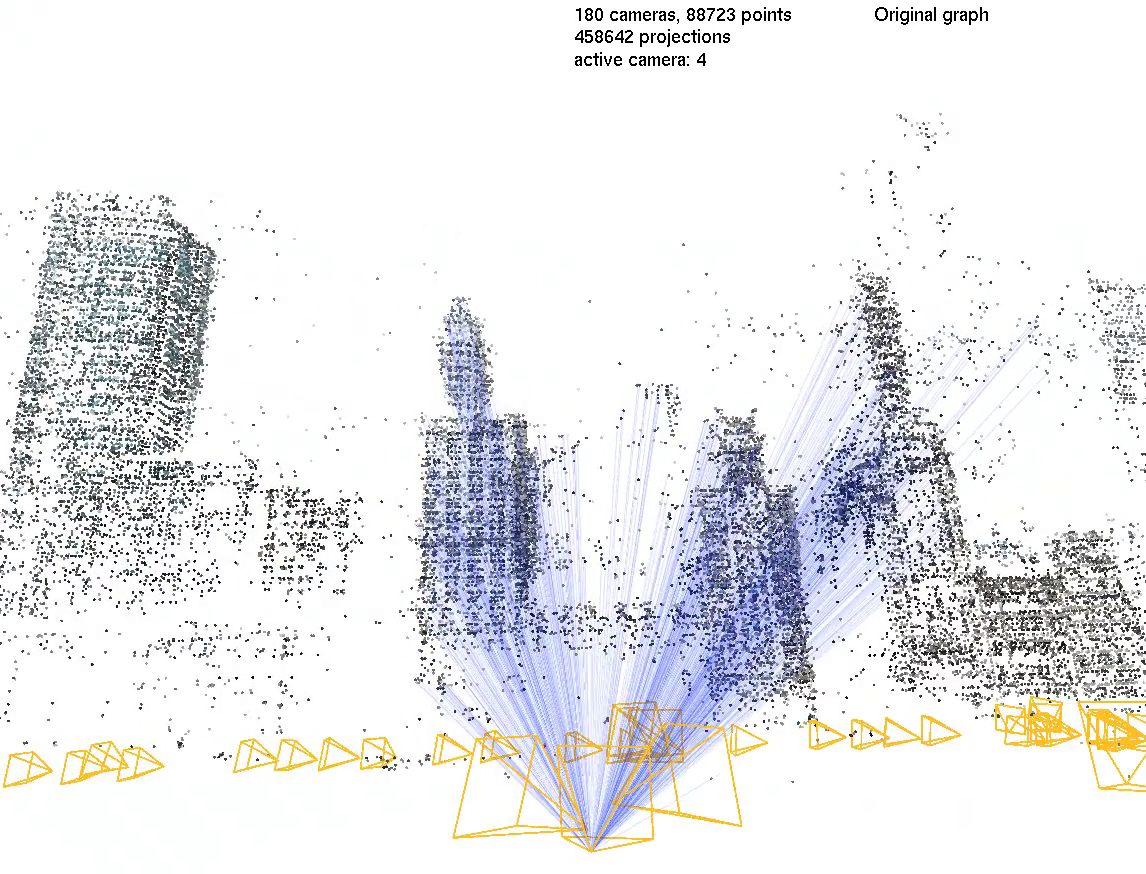 180 cameras, 88723 points
458642 projections
active camera: 4
Original graph